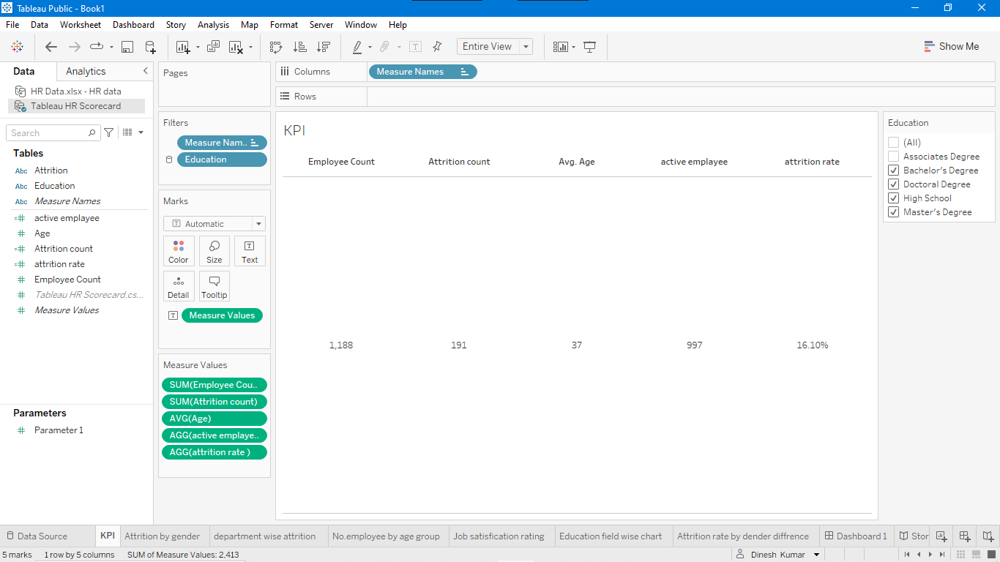 Tableau Public - Book1
File Data Worksheet Dashboard Story Analysis Map Format Server Window Help
Entire View
Show Me
Data Analytics
HR Data.xlsx - HR data
Tableau HR Scorecard
Search
Tables
Abc Attrition
Abc Education
Abc Measure Names
active emplayee
Age
Attrition count
attrition rate
Employee Count
Tableau HR Scorecard.cs...
Measure Values
Parameters
Parameter 1
Pages
Filters
Measure Nam..
Education
Marks
Automatic
Color Size Text
Detail Tooltip
Measure Values
Measure Values
SUM(Employee Cou..
SUM(Attrition count)
AVG(Age)
AGG(active emplaye..
AGG(attrition rate )
Columns Measure Names
Rows
KPI
Employee Count Attrition count Avg. Age active emplayee attrition rate
1,188 191 37 997 16.10%
Education
(All)
Associates Degree
Bachelor's Degree
Doctoral Degree
High School
Master's Degree
Data Source KPI Attrition by gender department wise attrition No.employee by age group Job satisfication rating Education field wise chart Attrition rate by dender diffrence Dashboard 1 Stor
5 marks 1 row by 5 columns SUM of Measure Values: 2,413 Dinesh Kumar